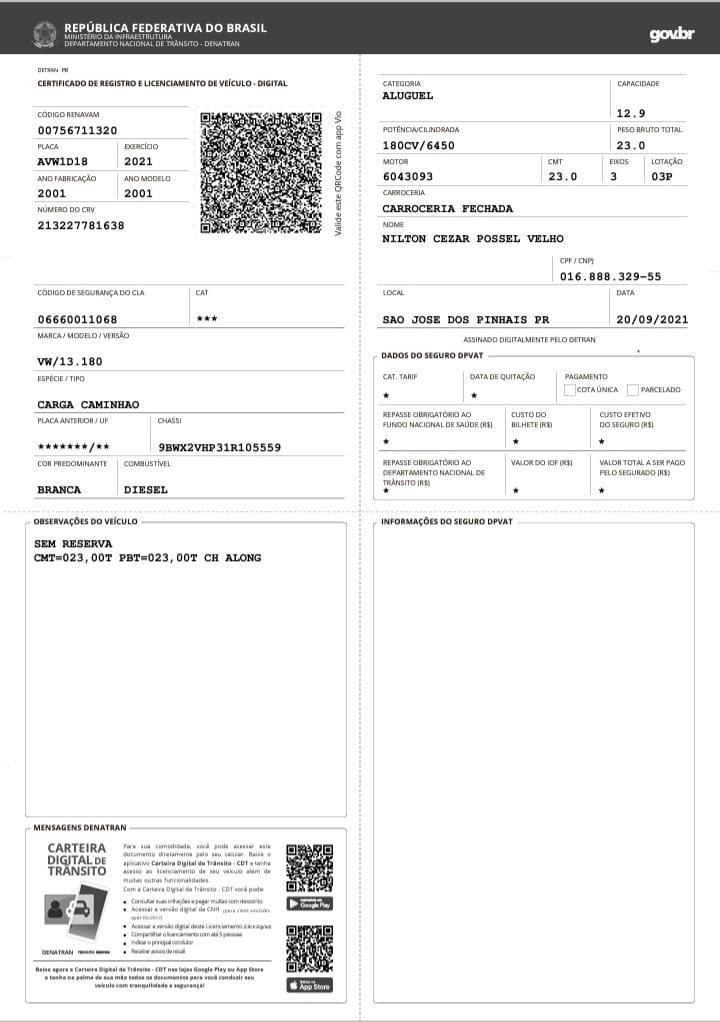 REPÚBLICA FEDERATIVA DO BRASIL
MINISTÉRIO DA INFRAESTRUTURA
DEPARTAMENTO NACIONAL DE TRÂNSITO - DENATRAN
gov.br
DETRAN- PR
CERTIFICADO DE REGISTRO E LICENCIAMENTO DE VEÍCULO - DIGITAL
CÓDIGO RENAVAM
00756711320
PLACA EXERCÍCIO
AVW1D18 2021
ANO FABRICAÇÃO ANO MODELO
2001 2001
NÚMERO DO CRV
213227781638
Valide este QRCode com app Vio
CÓDIGO DE SEGURANÇA DO CLA CAT
06660011068 ***
MARCA / MODELO / VERSÃO
VW/13.180
ESPÉCIE / TIPO
CARGA CAMINHAO
PLACA ANTERIOR / UF CHASSI
*******/** 9BWX2VHP31R105559
COR PREDOMINANTE COMBUSTÍVEL
BRANCA DIESEL
CATEGORIA CAPACIDADE
ALUGUEL
12.9
POTÊNCIA/CILINDRADA PESO BRUTO TOTAL
180CV/6450 23.0
MOTOR CMT EIXOS LOTAÇÃO
6043093 23.0 3 03P
CARROCERIA
CARROCERIA FECHADA
NOME
NILTON CEZAR POSSEL VELHO
CPF / CNPJ
016.888.329-55
LOCAL DATA
SAO JOSE DOS PINHAIS PR 20/09/2021
ASSINADO DIGITALMENTE PELO DETRAN
DADOS DO SEGURO DPVAT
CAT. TARIF DATA DE QUITAÇÃO PAGAMENTO
* * COTA ÚNICA PARCELADO
REPASSE OBRIGATÓRIO AO CUSTO DO CUSTO EFETIVO
FUNDO NACIONAL DE SAÚDE (R$) BILHETE (R$) DO SEGURO (R$)
* * *
REPASSE OBRIGATÓRIO AO VALOR DO IOF (R$) VALOR TOTAL A SER PAGO
DEPARTAMENTO NACIONAL DE PELO SEGURADO (R$)
TRÂNSITO (R$)
* * *
OBSERVAÇÕES DO VEÍCULO
SEM RESERVA
CMT=023,00T PBT=023,00T CH ALONG
INFORMAÇÕES DO SEGURO DPVAT
MENSAGENS DENATRAN
CARTEIRA
DIGITAL DE
TRÂNSITO
DENATRAN
Para sua comodidade, você pode acessar este
documento diretamente pelo seu celular. Baixe o
aplicativo Carteira Digital de Trânsito - CDT e tenha
acesso ao licenciamento de seu veículo além de
muitas outras funcionalidades.
Com a Carteira Digital de Trânsito - CDT você pode:
Consultar suas infrações e pagar multas com desconto
Acessar a versão digital da CNH
Acessar a versão digital deste Licenciamento
Compartilhar o licenciamento com até 5 pessoas
Indicar o principal condutor
Receber avisos de recall
Google Play
App Store
Baixe agora a Carteira Digital de Trânsito - CDT nas lojas Google Play ou App Store
e tenha na palma de sua mão todos os documentos para você conduzir seu
veículo com tranquilidade e segurança!